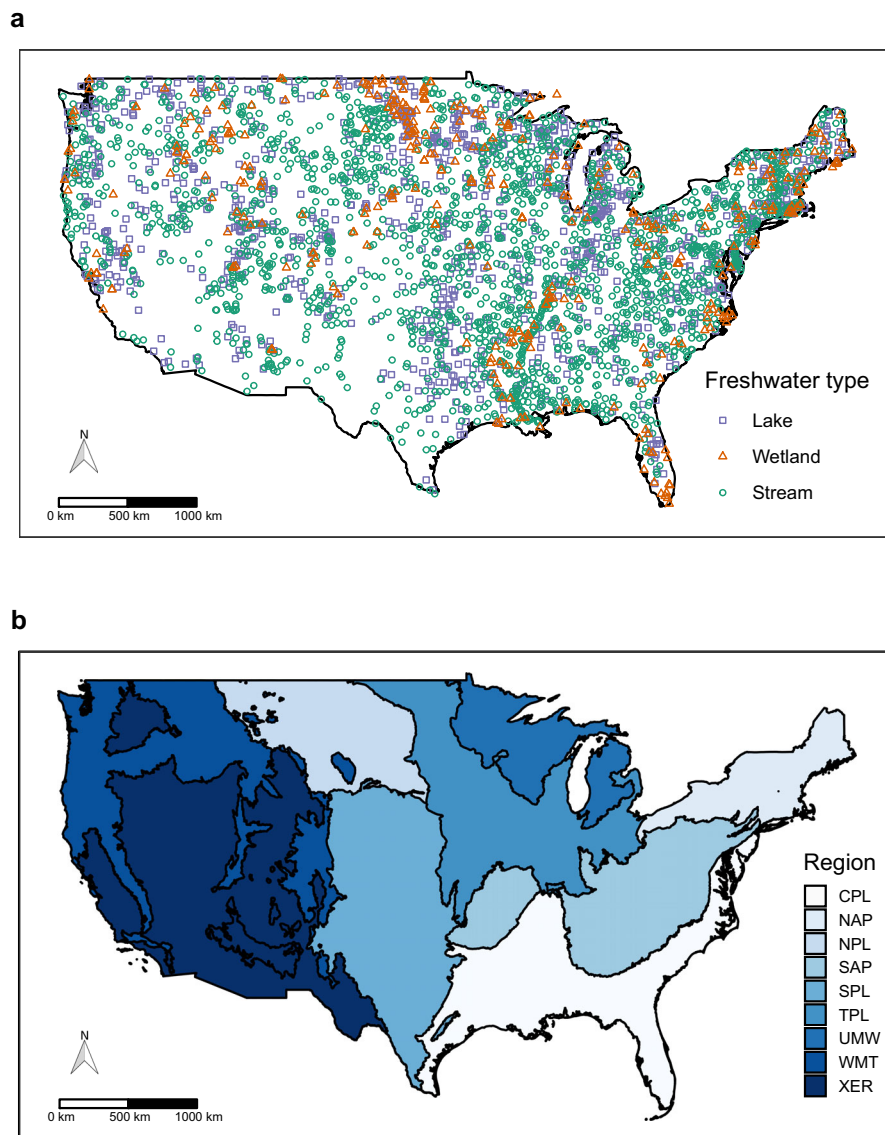 a
Freshwater type
Lake
Wetland
Stream
N
0 km 500 km 1000 km
b
Region
CPL
NAP
NPL
SAP
SPL
TPL
UMW
WMT
XER
N
0 km 500 km 1000 km